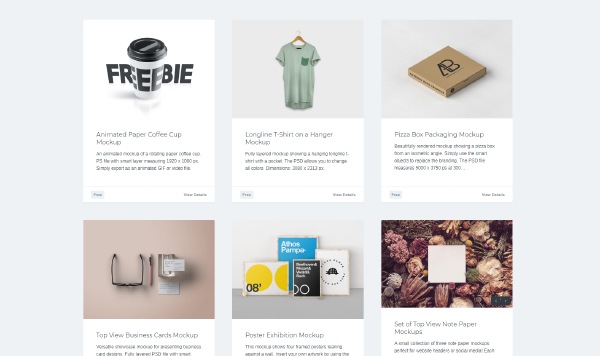 FREEBIE
Animated Paper Coffee Cup
Mockup
An animated mockup of a rotating paper coffee cup.
PS file with smart layer measuring 1920 x 1080 px.
Simply export as an animated GIF or video file.
Free
View Details
Longline T-Shirt on a Hanger
Mockup
Fully layered mockup showing a hanging longline t-
shirt with a pocket. The PSD allows you to change
all colors. Dimensions:
Free
View Details
Pizza Box Packaging Mockup
Beautifully rendered mockup showing a pizza box
from an isometric angle. Simply use the smart
objects to replace the branding. The PSD file
measures 5000 x 3750 px at 300...
Free
View Details
Top View Business Cards Mockup
Versatile showcase mockup for presenting business
card designs. Fully layered PSD file with smart
08'
Athos
Pampa
Beethoven&
Mozart&
Vivaldi&
Bach
Poster Exhibition Mockup
This mockup shows four framed posters leaning
against a wall. Insert your own artwork by using the
Set of Top View Note Paper
Mockups
A small collection of three note paper mockups
perfect for website headers or social media! Each